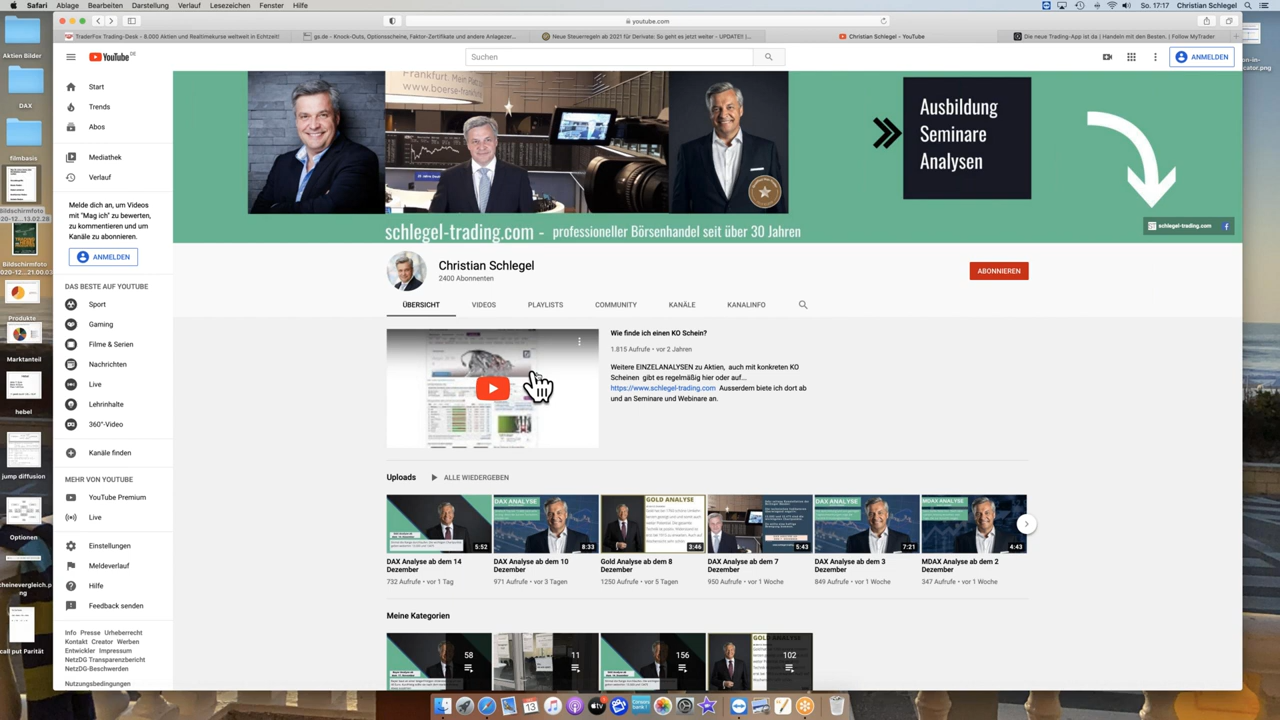 Safari Ablage Bearbeiten Darstellung Verlauf Lesezeichen Fenster Hilfe
So. 17:17 Christian Schlegel
youtube.com
TraderFox Trading-Desk - 8.000 Aktien und Realtimekurse weltweit in Echtzeit!
gs.de - Knock-Outs, Optionsscheine, Faktor-Zertifikate und andere Anlagezer...
Neue Steuerregeln ab 2021 für Derivate: So geht es jetzt weiter - UPDATE!! ...
Christian Schlegel - YouTube
Die neue Trading-App ist da | Handeln mit den Besten. | Follow MyTrader
YouTube DE
Suchen
ANMELDEN
Start
Trends
Abos
Mediathek
Verlauf
Melde dich an, um Videos
mit "Mag ich" zu bewerten,
zu kommentieren und um
Kanäle zu abonnieren.
ANMELDEN
DAS BESTE AUF YOUTUBE
Sport
Gaming
Filme & Serien
Nachrichten
Live
Lehrinhalte
360°-Video
Kanäle finden
MEHR VON YOUTUBE
YouTube Premium
Live
Einstellungen
Meldeverlauf
Hilfe
Feedback senden
Info Presse Urheberrecht
Kontakt Creator Werben
Entwickler Impressum
NetzDG Transparenzbericht
NetzDG-Beschwerden
Nutzungsbedingungen
Frankfurt. Mein P
www.boerse-frankfu
Ausbildung
Seminare
Analysen
schlegel-trading.com - professioneller Börsenhandel seit über 30 Jahren
schlegel-trading.com
Christian Schlegel
2400 Abonnenten
ABONNIEREN
ÜBERSICHT VIDEOS PLAYLISTS COMMUNITY KANÄLE KANALINFO
Wie finde ich einen KO Schein?
1.815 Aufrufe • vor 2 Jahren
Weitere EINZELANALYSEN zu Aktien, auch mit konkreten KO
Scheinen gibt es regelmäßig hier oder auf...
https://www.schlegel-trading.com Ausserdem biete ich dort ab
und an Seminare und Webinare an.
Uploads ALLE WIEDERGEBEN
5:52
DAX ANALYSE
8:33
GOLD ANALYSE
3:46
5:43
DAX ANALYSE
7:21
MDAX ANALYSE
4:43
DAX Analyse ab dem 14
Dezember
732 Aufrufe • vor 1 Tag
DAX Analyse ab dem 10
Dezember
971 Aufrufe • vor 3 Tagen
Gold Analyse ab dem 8
Dezember
1250 Aufrufe • vor 5 Tagen
DAX Analyse ab dem 7
Dezember
950 Aufrufe • vor 1 Woche
DAX Analyse ab dem 3
Dezember
849 Aufrufe • vor 1 Woche
MDAX Analyse ab dem 2
Dezember
347 Aufrufe • vor 1 Woche
Meine Kategorien
58
11
156
GOLD ANALYSE
102
Aktien Bilder
DAX
filmbasis
Bildschirmfoto
Bildschirmfoto
Produkte
Marktanteil
hebel
jump diffusion
Optionen
call put Parität